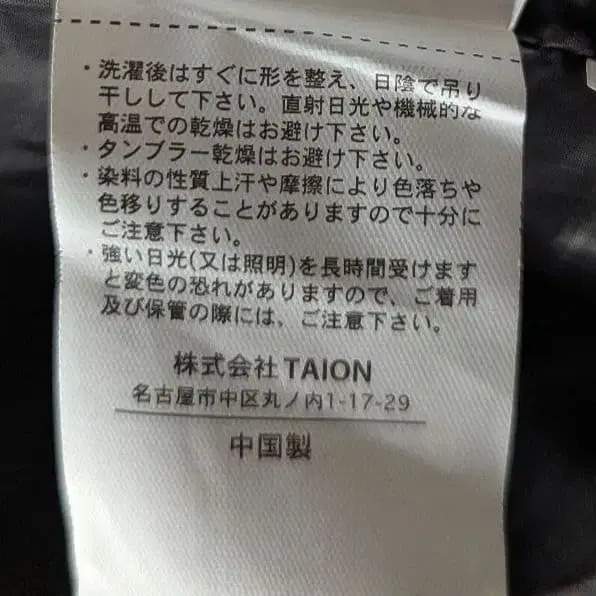 ・洗濯後はすぐに形を整え、日陰で吊り
干しして下さい。直射日光や機械的な
高温での乾燥はお避け下さい。
・タンブラー乾燥はお避け下さい。
・染料の性質上汗や摩擦により色落ちや
色移りすることがありますので十分に
ご注意下さい。
・強い日光(又は照明)を長時間受けます
と変色の恐れがありますので、ご着用
及び保管の際には、ご注意下さい。
株式会社 TAION
名古屋市中区丸ノ内1-17-29
中国製